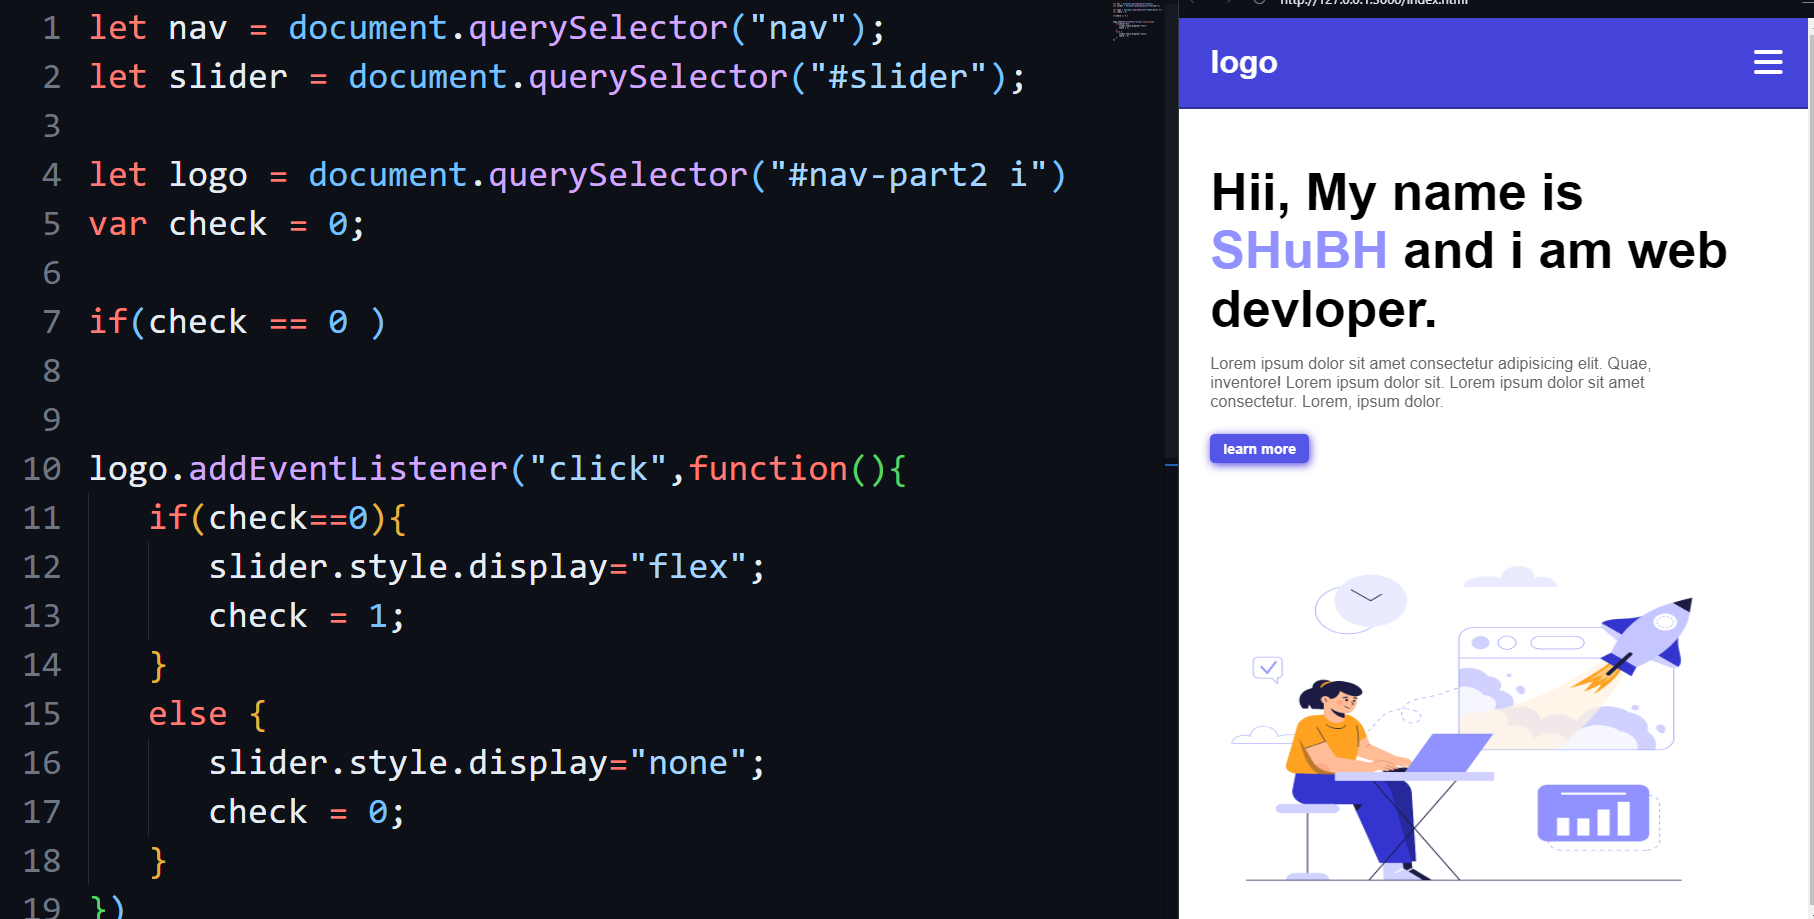 1 let nav = document.querySelector("nav");
2 let slider = document.querySelector("#slider");
3
4 let logo = document.querySelector("#nav-part2 i")
5 var check = 0;
6
7 if(check == 0 )
8
9
10 logo.addEventListener("click",function(){
11 if(check==0){
12 slider.style.display="flex";
13 check = 1;
14 }
15 else {
16 slider.style.display="none";
17 check = 0;
18 }
19 })
http://127.0.0.1:3000/index.html
logo
Hii, My name is
SHuBH and i am web
devloper.
Lorem ipsum dolor sit amet consectetur adipisicing elit. Quae,
inventore! Lorem ipsum dolor sit. Lorem ipsum dolor sit amet
consectetur. Lorem, ipsum dolor.
learn more